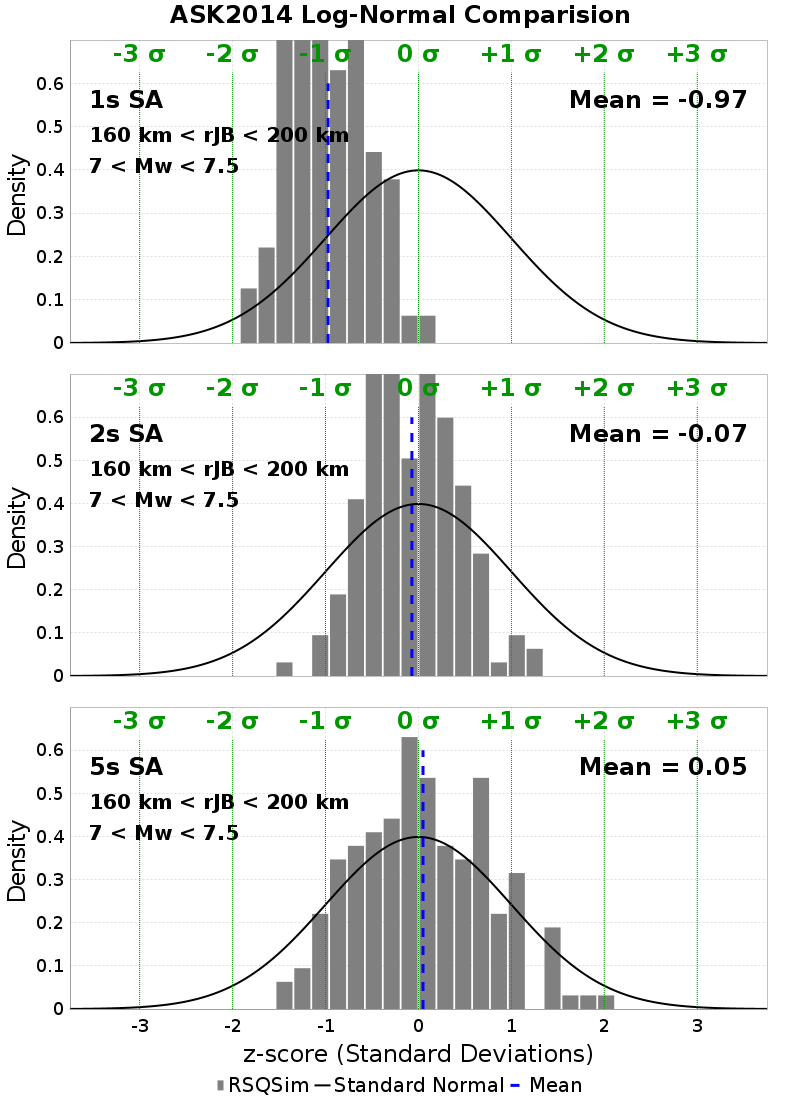 ASK2014 Log-Normal Comparision
-3 σ -2 σ -1 σ 0 σ +1 σ +2 σ +3 σ
0.6
1s SA Mean = -0.97
0.5
160 km < rJB < 200 km
7 < Mw < 7.5
0.4
0.3
0.2
0.1
0
Density
-3 σ -2 σ -1 σ 0 σ +1 σ +2 σ +3 σ
0.6
2s SA Mean = -0.07
0.5
160 km < rJB < 200 km
7 < Mw < 7.5
0.4
0.3
0.2
0.1
0
Density
-3 σ -2 σ -1 σ 0 σ +1 σ +2 σ +3 σ
0.6
5s SA Mean = 0.05
0.5
160 km < rJB < 200 km
7 < Mw < 7.5
0.4
0.3
0.2
0.1
0
Density
-3 -2 -1 0 1 2 3
z-score (Standard Deviations)
RSQSim Standard Normal Mean